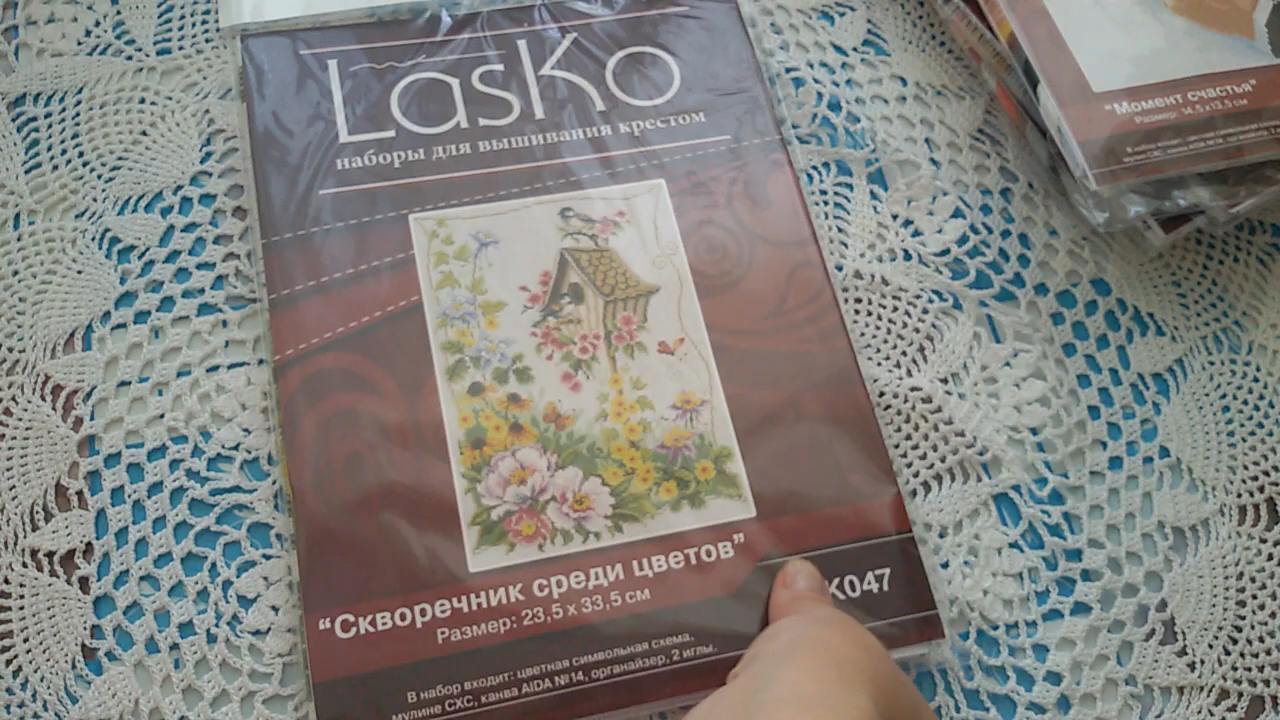 LasKo
наборы для вышивания крестом
"Скворечник среди цветов"
Размер: 23,5 x 33,5 см
K047
В набор входит: цветная символьная схема,
мулине СХС, канва AIDA №14, органайзер, 2 иглы.
"Момент счастья"
Размер: 14,5 x 13,5 см